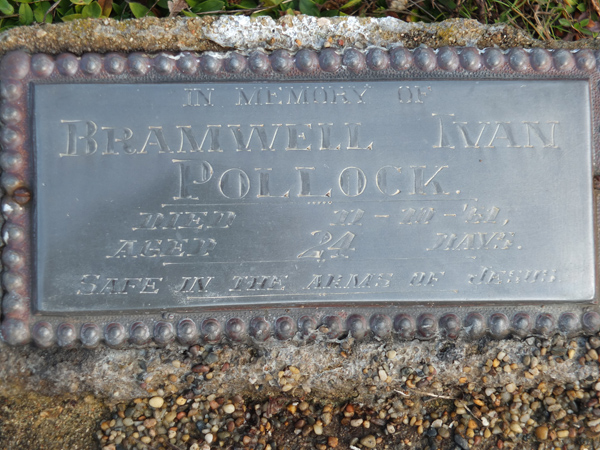 IN MEMORY OF
BRAMWELL IVAN
POLLOCK.
DIED
AGED 24 DAYS.
SAFE IN THE ARMS OF JESUS